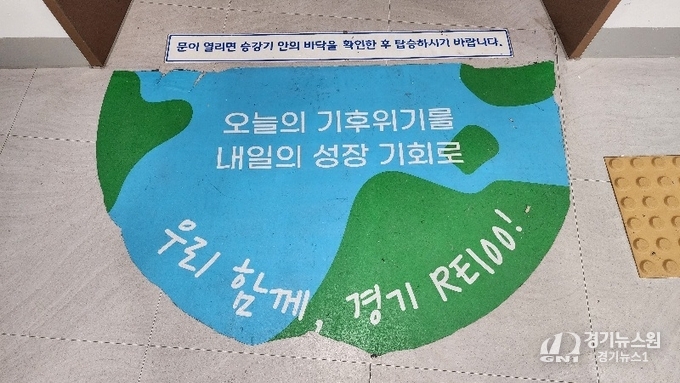 문이 열리면 승강기 안의 바닥을 확인한 후 탑승하시기 바랍니다.
오늘의 기후위기를
내일의 성장 기회로
우리 함께, 경기 RE100!
GN1 경기뉴스원
경기뉴스1